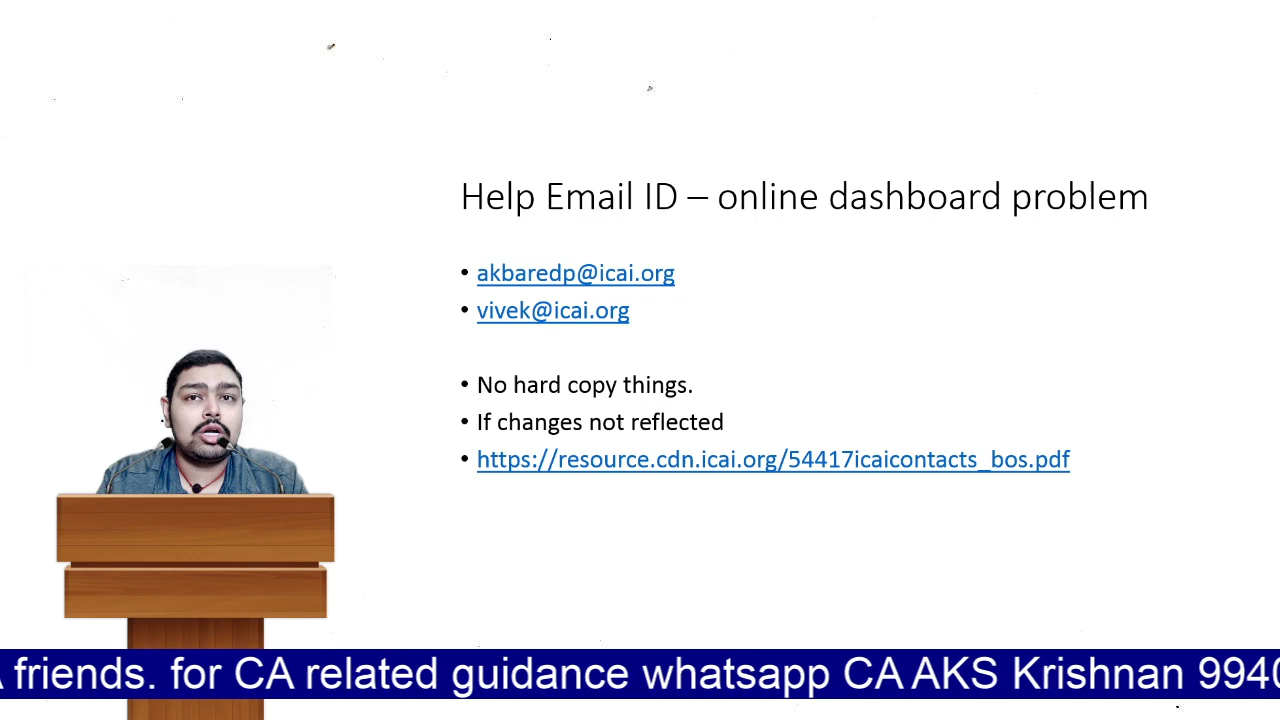 Help Email ID – online dashboard problem
• akbaredp@icai.org
• vivek@icai.org
• No hard copy things.
• If changes not reflected
• https://resource.cdn.icai.org/54417icaicontacts_bos.pdf
friends. for CA related guidance whatsapp CA AKS Krishnan 9940